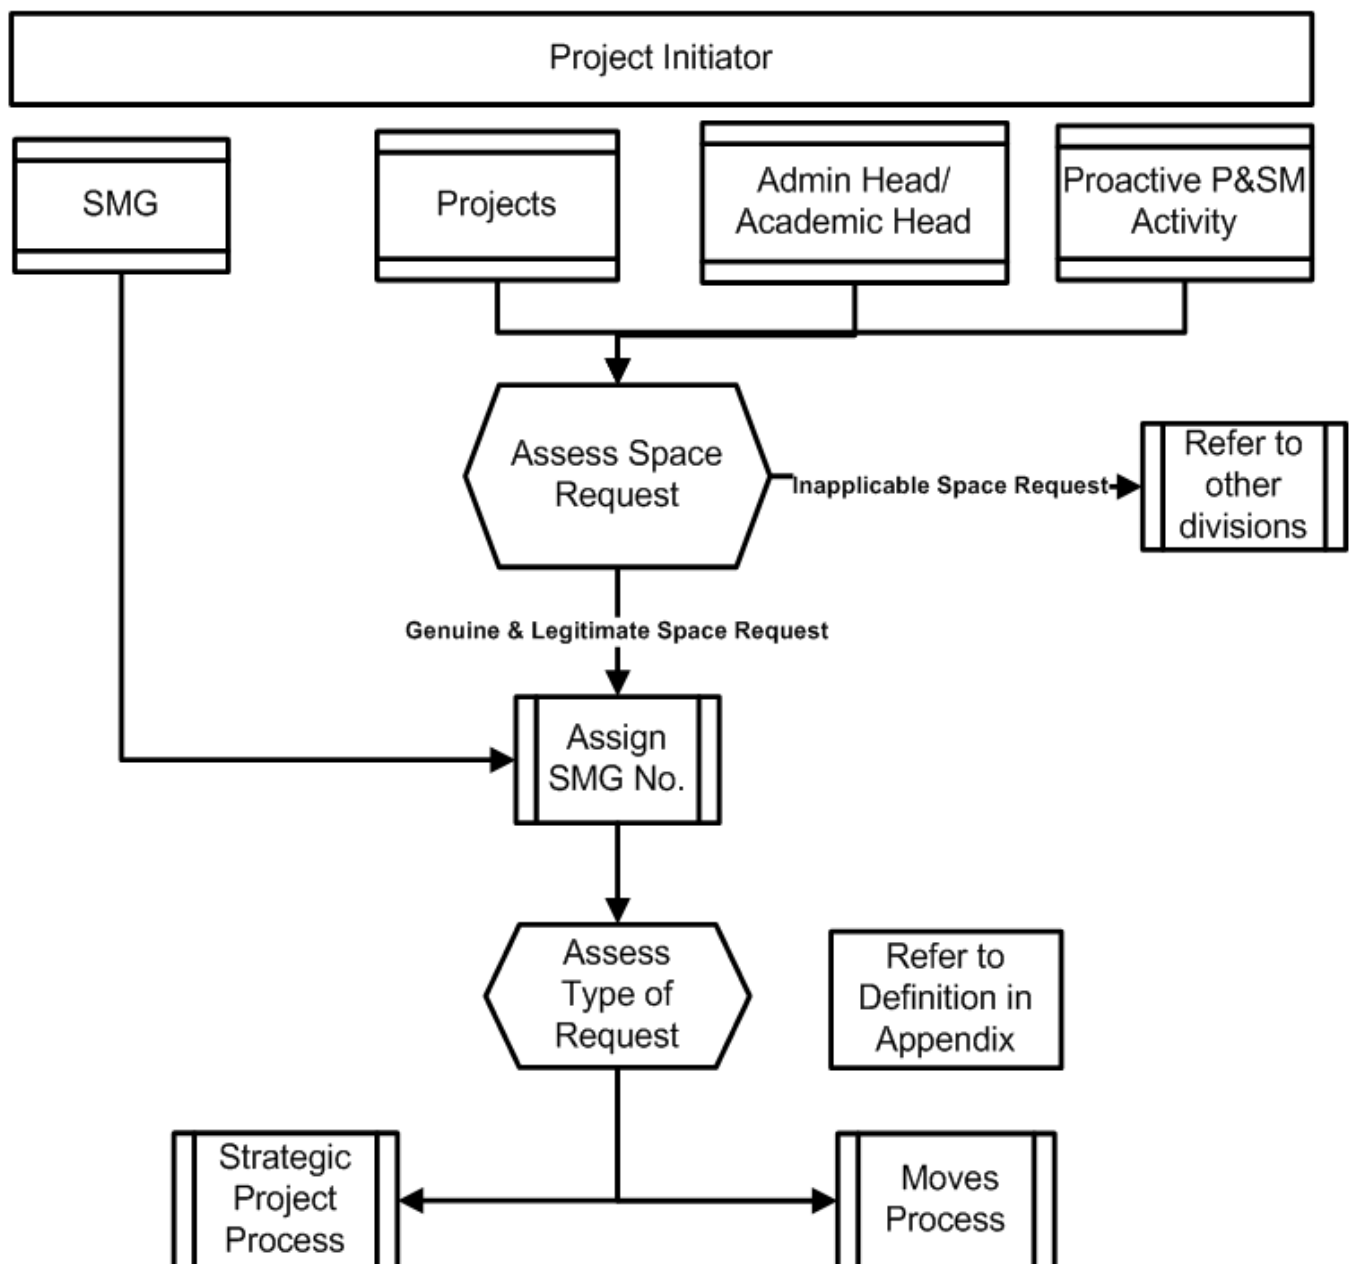 Project Initiator
SMG
Projects
Admin Head/
Academic Head
Proactive P&SM
Activity
Assess Space
Request
Inapplicable Space Request
Refer to
other
divisions
Genuine & Legitimate Space Request
Assign
SMG No.
Assess
Type of
Request
Refer to
Definition in
Appendix
Strategic
Project
Process
Moves
Process